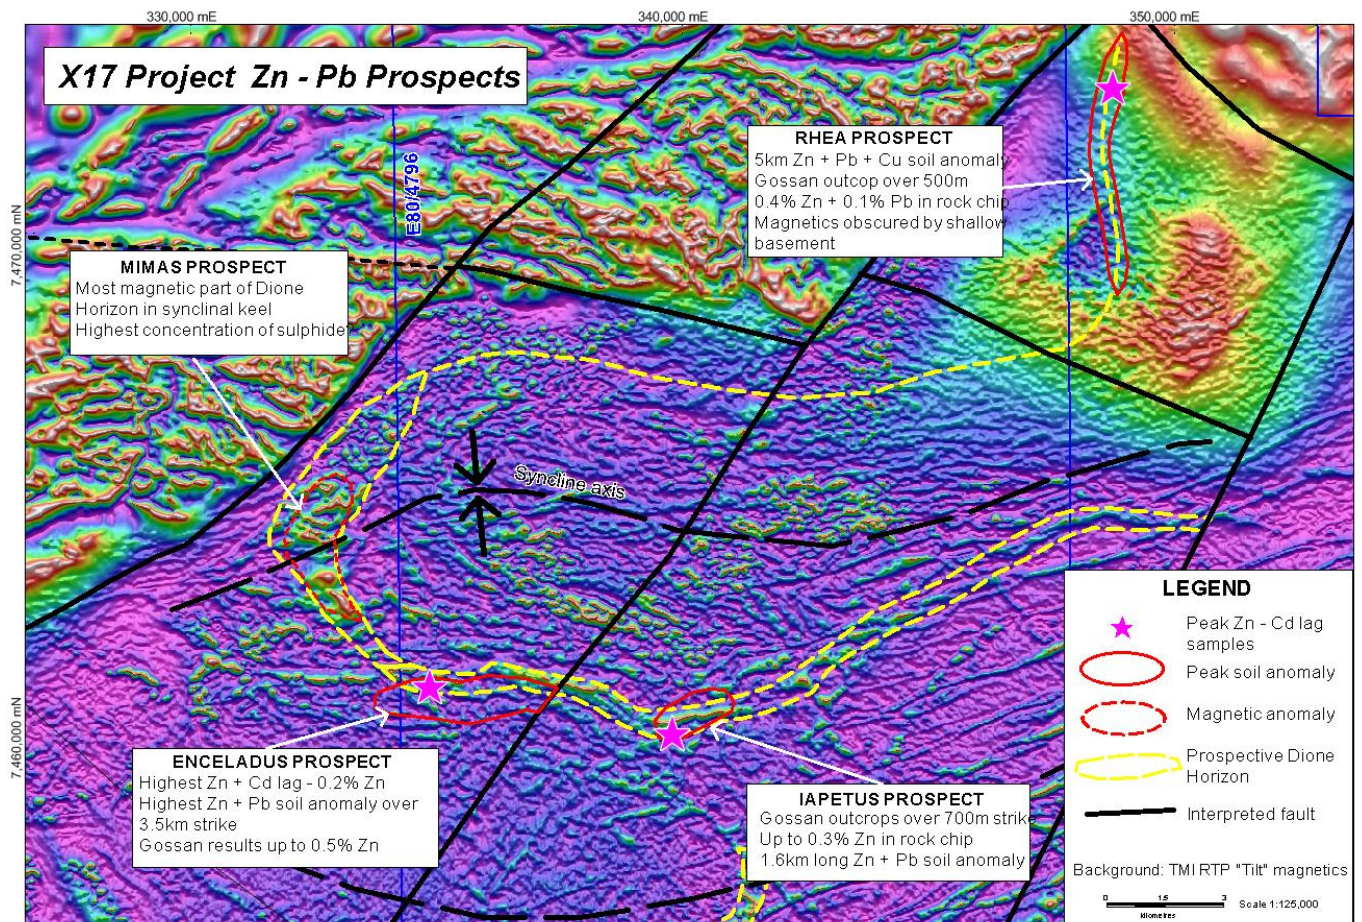 330,000 mE
340,000 mE
350,000 mE
X17 Project Zn - Pb Prospects
E80/4796
RHEA PROSPECT
5km Zn + Pb + Cu soil anomaly
Gossan outcop over 500m
0.4% Zn + 0.1% Pb in rock chip
Magnetics obscured by shallow
basement
7,470,000 mN
MIMAS PROSPECT
Most magnetic part of Dione
Horizon in synclinal keel
Highest concentration of sulphide?
Syncline axis
7,460,000 mN
ENCELADUS PROSPECT
Highest Zn + Cd lag - 0.2% Zn
Highest Zn + Pb soil anomaly over
3.5km strike
Gossan results up to 0.5% Zn
IAPETUS PROSPECT
Gossan outcrops over 700m strike
Up to 0.3% Zn in rock chip
1.6km long Zn + Pb soil anomaly
LEGEND
Peak Zn - Cd lag
samples
Peak soil anomaly
Magnetic anomaly
Prospective Dione
Horizon
Interpreted fault
Background: TMI RTP "Tilt" magnetics
0 1.5 3
kilometres
Scale 1:125,000